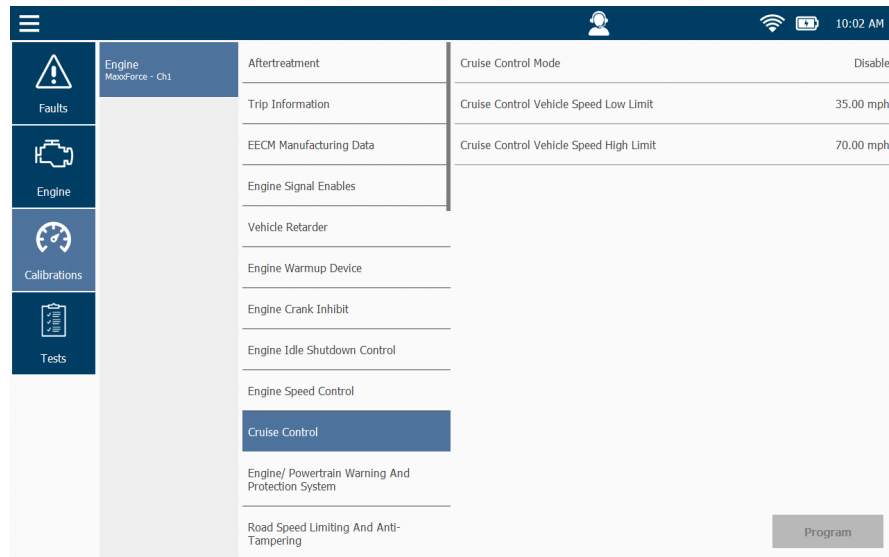 10:02 AM
Faults
Engine
Calibrations
Tests
Engine
MaxxForce - Ch1
Aftertreatment
Trip Information
EECM Manufacturing Data
Engine Signal Enables
Vehicle Retarder
Engine Warmup Device
Engine Crank Inhibit
Engine Idle Shutdown Control
Engine Speed Control
Cruise Control
Engine/ Powertrain Warning And
Protection System
Road Speed Limiting And Anti-
Tampering
Cruise Control Mode Disable
Cruise Control Vehicle Speed Low Limit 35.00 mph
Cruise Control Vehicle Speed High Limit 70.00 mph
Program